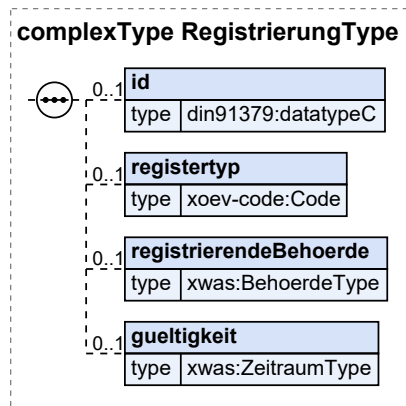 complexType RegistrierungType
0..1 id
type din91379:datatypeC
0..1 registertyp
type xoev-code:Code
0..1 registrierendeBehoerde
type xwas:BehoerdeType
0..1 gueltigkeit
type xwas:ZeitraumType